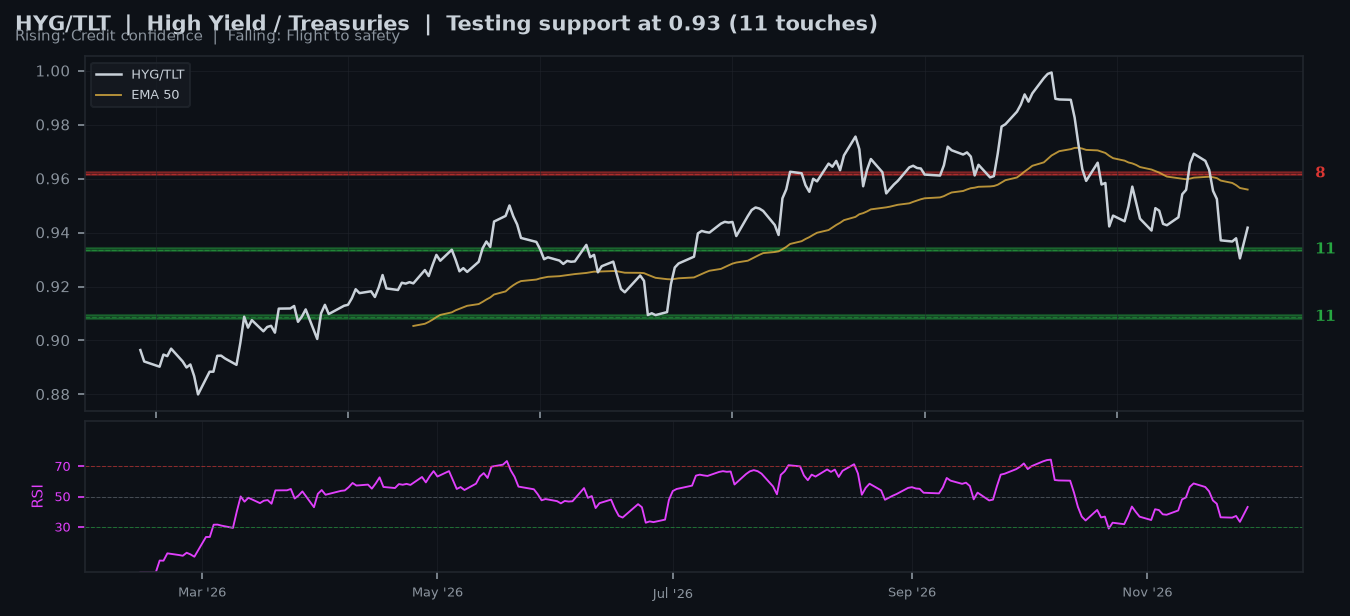 HYG/TLT | High Yield / Treasuries | Testing support at 0.93 (11 touches)
Rising: Credit confidence | Falling: Flight to safety
HYG/TLT
EMA 50
1.00
0.98
0.96
0.94
0.92
0.90
0.88
8
11
11
RSI
70
50
30
Mar '26
May '26
Jul '26
Sep '26
Nov '26